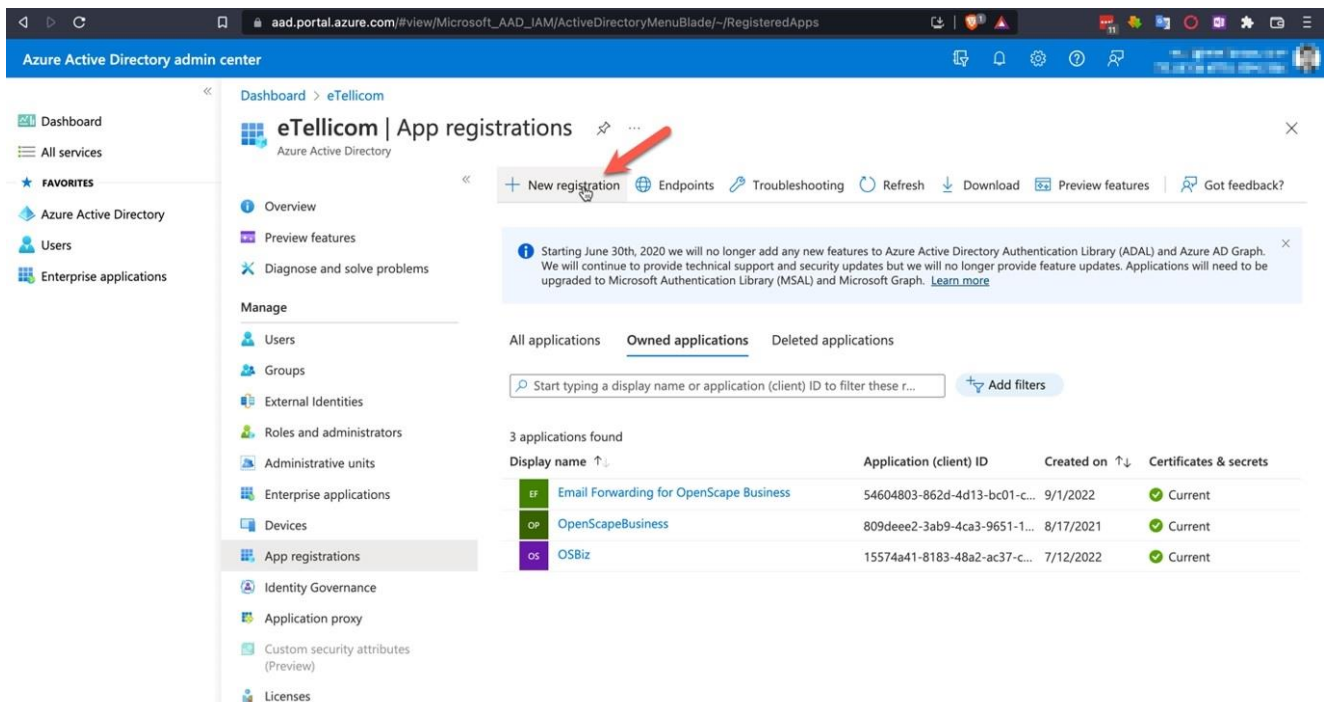 aad.portal.azure.com/#view/Microsoft_AAD_IAM/ActiveDirectoryMenuBlade/~/RegisteredApps
1
11
Azure Active Directory admin center
Dashboard
All services
FAVORITES
Azure Active Directory
Users
Enterprise applications
Dashboard > eTellicom
eTellicom | App registrations
Azure Active Directory
Overview
Preview features
Diagnose and solve problems
Manage
Users
Groups
External Identities
Roles and administrators
Administrative units
Enterprise applications
Devices
App registrations
Identity Governance
Application proxy
Custom security attributes
(Preview)
Licenses
New registration Endpoints Troubleshooting Refresh Download Preview features Got feedback?
Starting June 30th, 2020 we will no longer add any new features to Azure Active Directory Authentication Library (ADAL) and Azure AD Graph.
We will continue to provide technical support and security updates but we will no longer provide feature updates. Applications will need to be
upgraded to Microsoft Authentication Library (MSAL) and Microsoft Graph. Learn more
All applications Owned applications Deleted applications
Start typing a display name or application (client) ID to filter these r... Add filters
3 applications found
Display name Application (client) ID Created on Certificates & secrets
EF Email Forwarding for OpenScape Business 54604803-862d-4d13-bc01-c... 9/1/2022 Current
OP OpenScapeBusiness 809deee2-3ab9-4ca3-9651-1... 8/17/2021 Current
OS OSBiz 15574a41-8183-48a2-ac37-c... 7/12/2022 Current